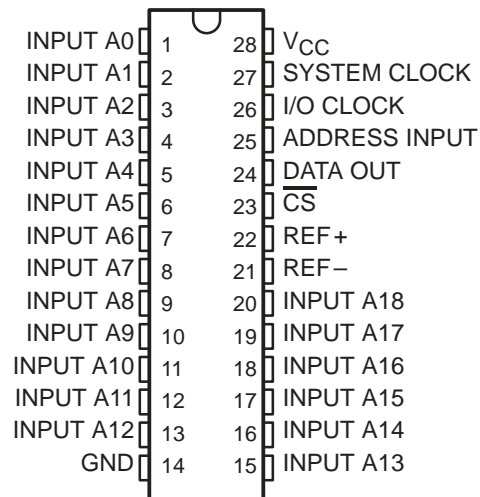 INPUT A0 1 28 VCC
INPUT A1 2 27 SYSTEM CLOCK
INPUT A2 3 26 I/O CLOCK
INPUT A3 4 25 ADDRESS INPUT
INPUT A4 5 24 DATA OUT
INPUT A5 6 23 C̅S̅
INPUT A6 7 22 REF+
INPUT A7 8 21 REF–
INPUT A8 9 20 INPUT A18
INPUT A9 10 19 INPUT A17
INPUT A10 11 18 INPUT A16
INPUT A11 12 17 INPUT A15
INPUT A12 13 16 INPUT A14
GND 14 15 INPUT A13